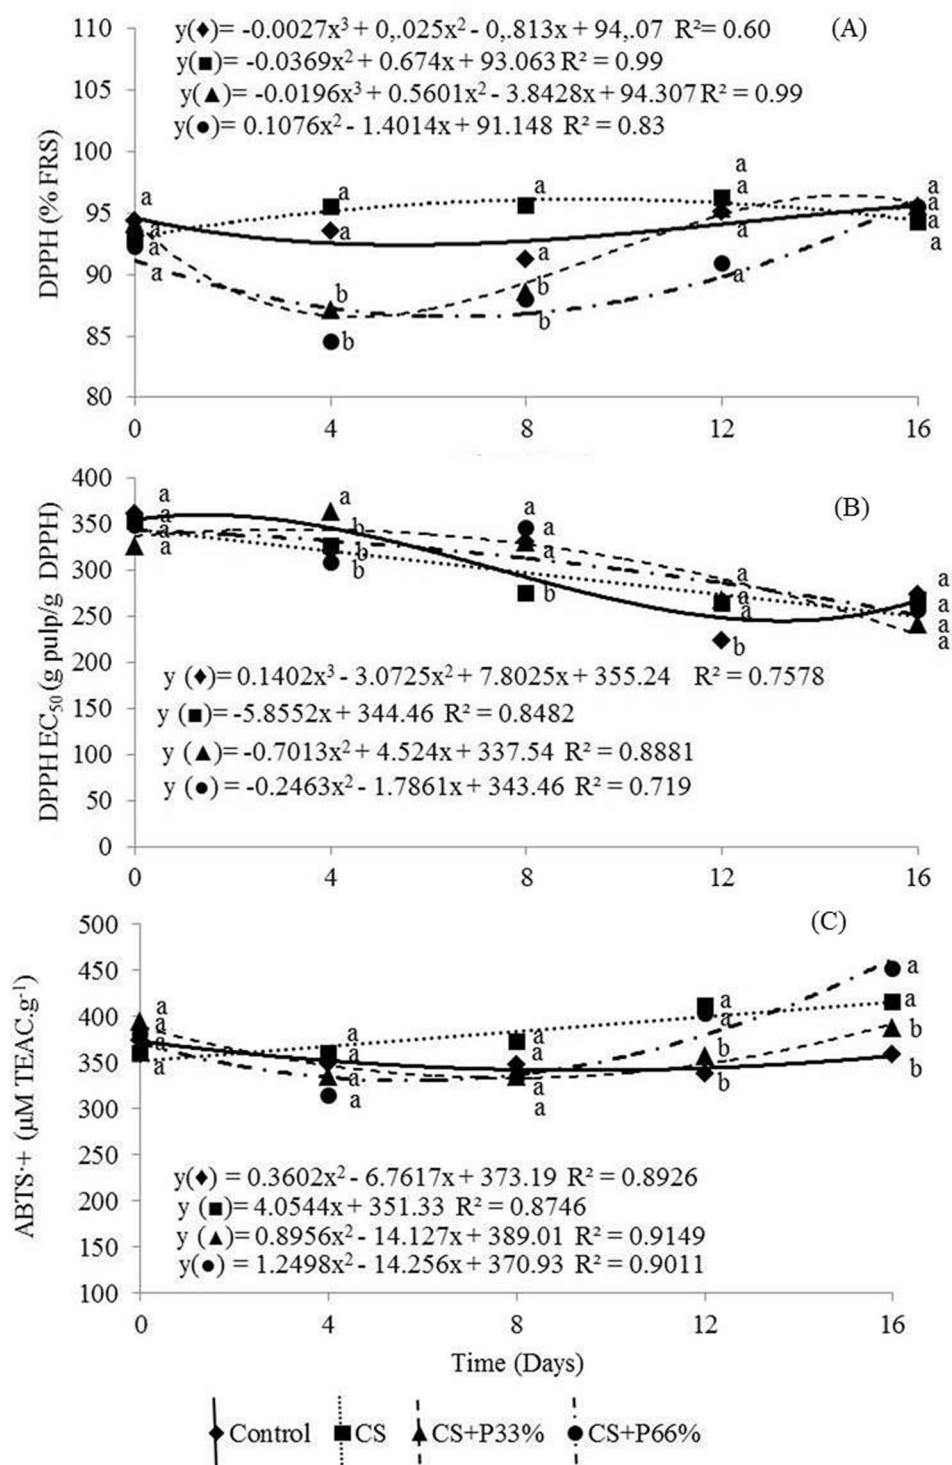 110
105
100
95
90
85
80
DPPH (% FRS)
y(♦)= -0.0027x³ + 0,.025x² - 0,.813x + 94,.07 R²= 0.60
(A)
y(■)= -0.0369x² + 0.674x + 93.063 R² = 0.99
y(▲)= -0.0196x³ + 0.5601x² - 3.8428x + 94.307 R² = 0.99
y(●)= 0.1076x² - 1.4014x + 91.148 R² = 0.83
a
a
a
a
a
a
b
b
a
b
b
a
a
a
a
a
a
a
a
0 4 8 12 16
400
350
300
250
200
150
100
50
0
DPPH EC₅₀ (g pulp/g DPPH)
(B)
a
a
a
a
a
b
b
b
a
a
a
b
a
a
a
b
a
a
a
a
y (♦)= 0.1402x³ - 3.0725x² + 7.8025x + 355.24 R² = 0.7578
y (■)= -5.8552x + 344.46 R² = 0.8482
y (▲)= -0.7013x² + 4.524x + 337.54 R² = 0.8881
y (●) = -0.2463x² - 1.7861x + 343.46 R² = 0.719
0 4 8 12 16
500
450
400
350
300
250
200
150
100
ABTS·+ (µM TEAC.g⁻¹)
(C)
a
a
a
a
a
a
a
a
a
a
a
a
a
a
b
b
a
a
b
b
y(♦) = 0.3602x² - 6.7617x + 373.19 R² = 0.8926
y (■)= 4.0544x + 351.33 R² = 0.8746
y (▲)= 0.8956x² - 14.127x + 389.01 R² = 0.9149
y(●) = 1.2498x² - 14.256x + 370.93 R² = 0.9011
0 4 8 12 16
Time (Days)
Control CS CS+P33% CS+P66%